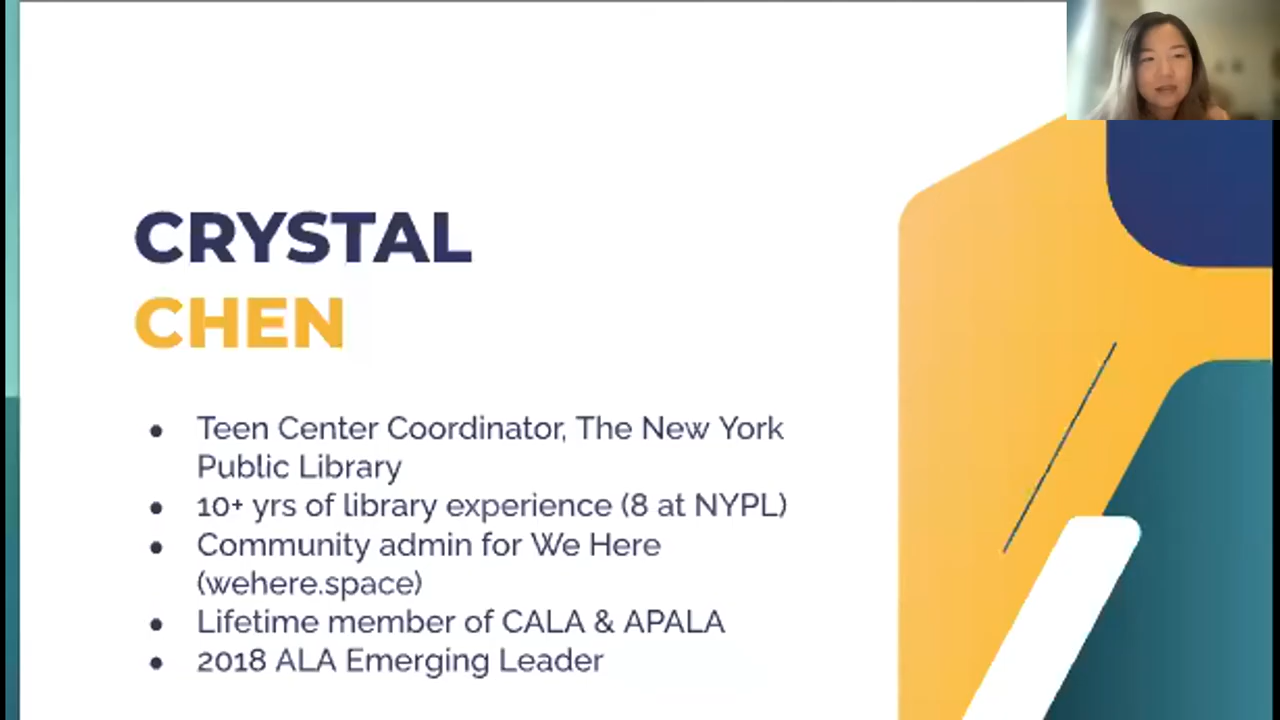 CRYSTAL
CHEN
● Teen Center Coordinator, The New York
Public Library
● 10+ yrs of library experience (8 at NYPL)
● Community admin for We Here
(wehere.space)
● Lifetime member of CALA & APALA
● 2018 ALA Emerging Leader